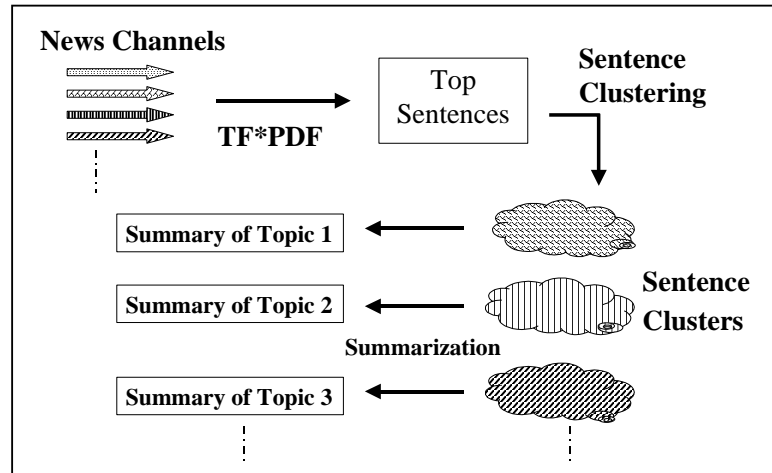 News Channels
TF*PDF
Top
Sentences
Sentence
Clustering
Summary of Topic 1
Summary of Topic 2
Sentence
Clusters
Summarization
Summary of Topic 3